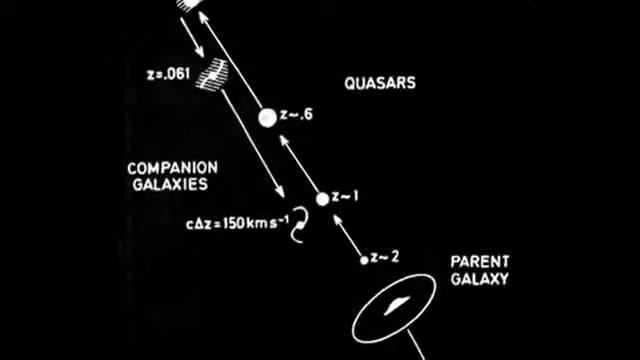 z=.061
QUASARS
z~.6
COMPANION
GALAXIES
z~1
cΔz=150kms⁻¹
z~2
PARENT
GALAXY